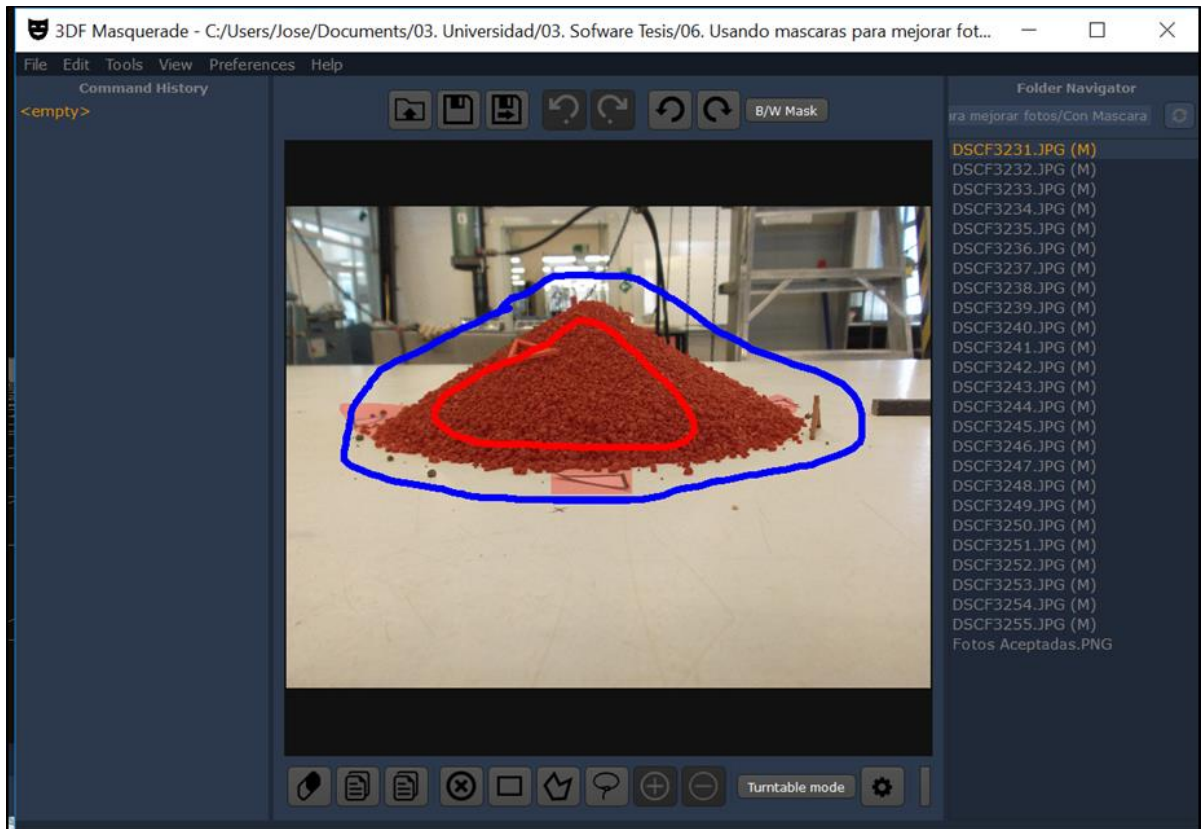 3DF Masquerade - C:/Users/Jose/Documents/03. Universidad/03. Sofware Tesis/06. Usando mascaras para mejorar fot...
File Edit Tools View Preferences Help
Command History
<empty>
B/W Mask
Folder Navigator
ara mejorar fotos/Con Mascara
DSCF3231.JPG (M)
DSCF3232.JPG (M)
DSCF3233.JPG (M)
DSCF3234.JPG (M)
DSCF3235.JPG (M)
DSCF3236.JPG (M)
DSCF3237.JPG (M)
DSCF3238.JPG (M)
DSCF3239.JPG (M)
DSCF3240.JPG (M)
DSCF3241.JPG (M)
DSCF3242.JPG (M)
DSCF3243.JPG (M)
DSCF3244.JPG (M)
DSCF3245.JPG (M)
DSCF3246.JPG (M)
DSCF3247.JPG (M)
DSCF3248.JPG (M)
DSCF3249.JPG (M)
DSCF3250.JPG (M)
DSCF3251.JPG (M)
DSCF3252.JPG (M)
DSCF3253.JPG (M)
DSCF3254.JPG (M)
DSCF3255.JPG (M)
Fotos Aceptadas.PNG
Turntable mode